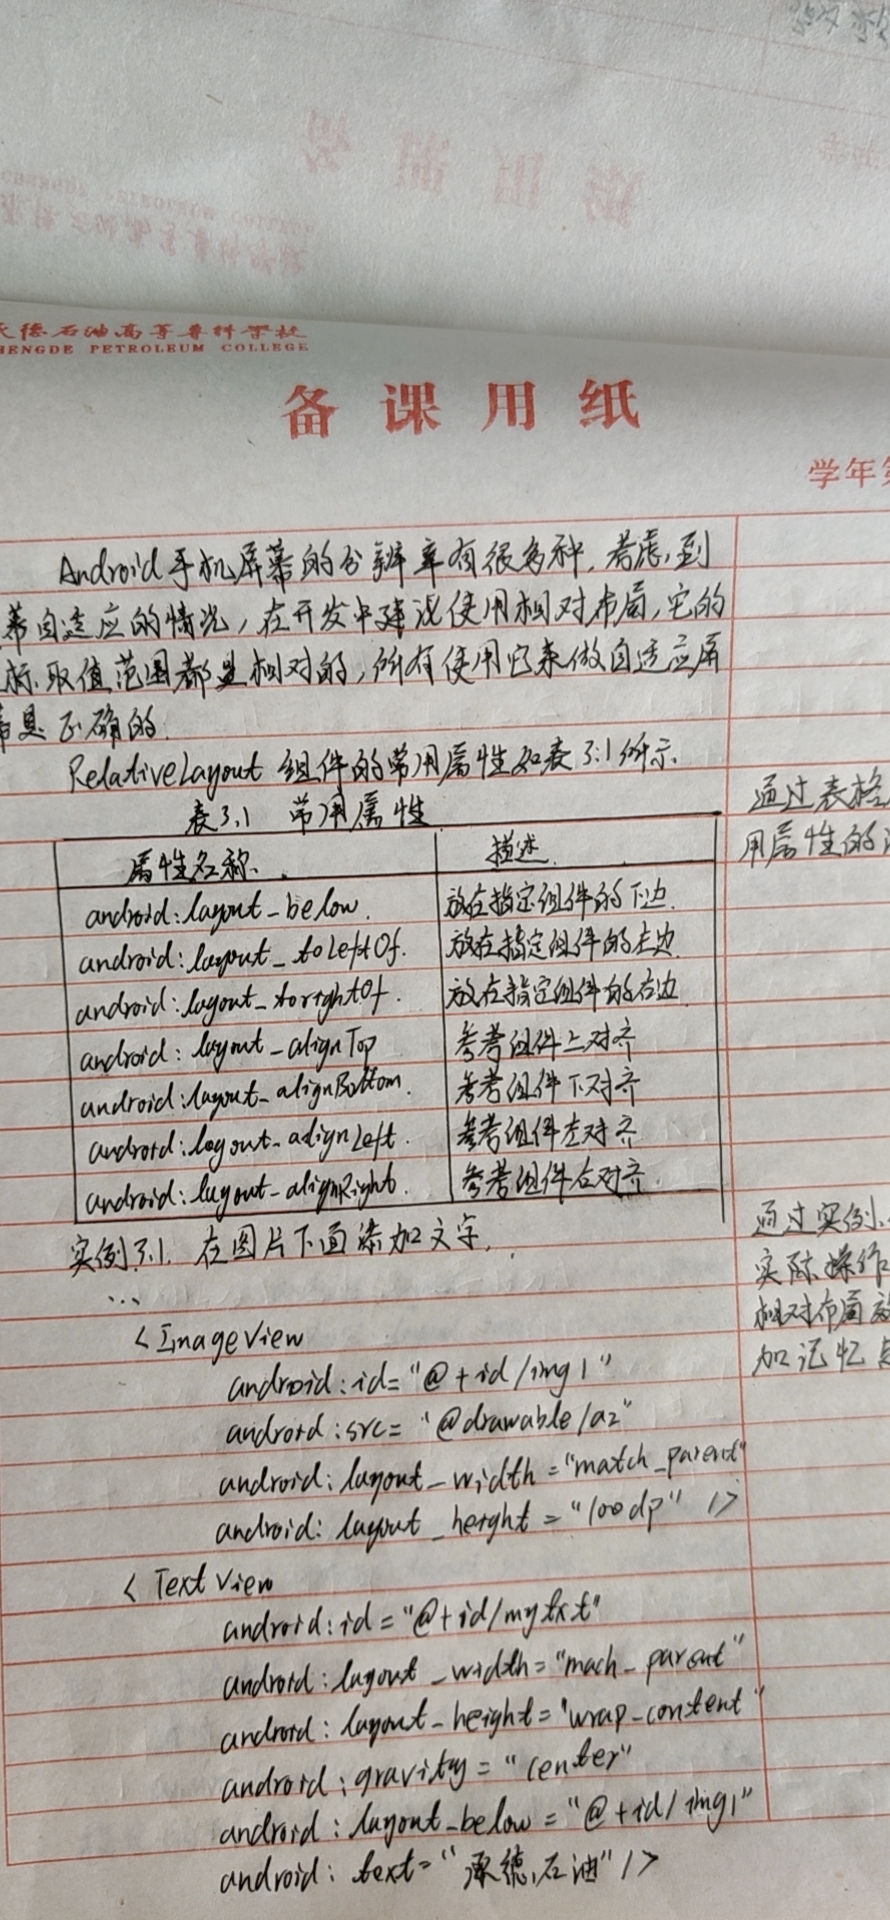 德石油高等专科学校
HENGDE PETROLEUM COLLEGE
备课用纸
学年第
Android手机屏幕的分辨率有很多种,考虑到
幕自适应的情况,在开发中建议使用相对布局,它的
标取值范围都是相对的,所有使用它来做自适应屏
是正确的.
RelativeLayout 组件的常用属性如表3.1所示.
表3.1 常用属性
属性名称. 描述.
android:layout_below. 放在指定组件的下边.
android:layout_toLeftOf. 放在指定组件的左边.
android:layout_torightOf. 放在指定组件的右边
android:layout_alignTop 参考组件上对齐
android:layout_alignBottom. 参考组件下对齐
android:layout_alignLeft. 参考组件左对齐
android:layout_alignRight. 参考组件右对齐.
实例3.1. 在图片下面添加文字.
...
<ImageView
android:id="@+id/img1"
android:src="@drawable/a2"
android:layout_width="match_parent"
android:layout_height="100dp" />
<TextView
android:id="@+id/mytxt"
android:layout_width="mach_parent"
android:layout_height="wrap_content"
android:gravity="center"
android:layout_below="@+id/img1"
android:text="承德石油"/>
通过表格
用属性的
通过实例.
实际操作
相对布局
加记忆